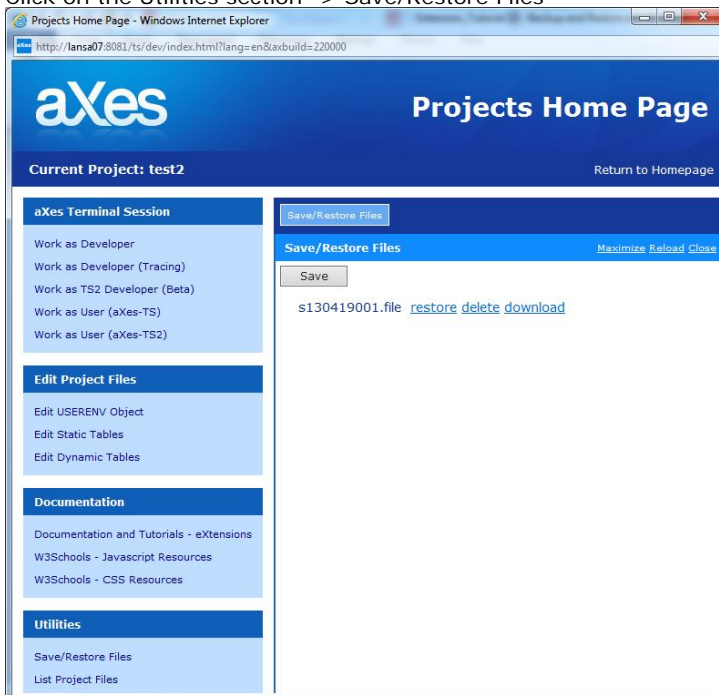 Click on the Utilities section -> Save/Restore Files
Projects Home Page - Windows Internet Explorer
http://lansa07:8081/ts/dev/index.html?lang=en&axbuild=220000
aXes
Projects Home Page
Current Project: test2
Return to Homepage
aXes Terminal Session
Work as Developer
Work as Developer (Tracing)
Work as TS2 Developer (Beta)
Work as User (aXes-TS)
Work as User (aXes-TS2)
Edit Project Files
Edit USERENV Object
Edit Static Tables
Edit Dynamic Tables
Documentation
Documentation and Tutorials - eXtensions
W3Schools - Javascript Resources
W3Schools - CSS Resources
Utilities
Save/Restore Files
List Project Files
Save/Restore Files
Save/Restore Files Maximize Reload Close
Save
s130419001.file restore delete download